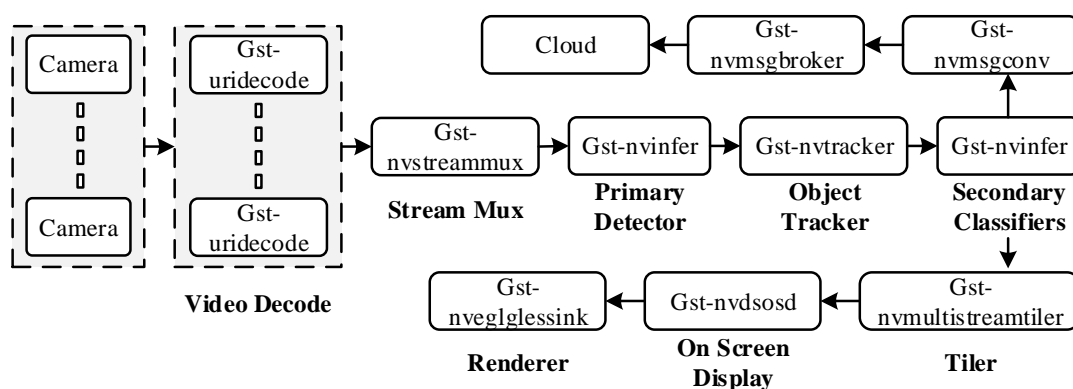 Camera
Camera
Gst-
uridecode
Gst-
uridecode
Video Decode
Gst-
nvstreammux
Stream Mux
Gst-nvinfer
Primary
Detector
Gst-nvtracker
Object
Tracker
Gst-nvinfer
Secondary
Classifiers
Gst-
nvmsgconv
Gst-
nvmsgbroker
Cloud
Gst-
nvmultistreamtiler
Tiler
Gst-nvdsosd
On Screen
Display
Gst-
nveglglessink
Renderer